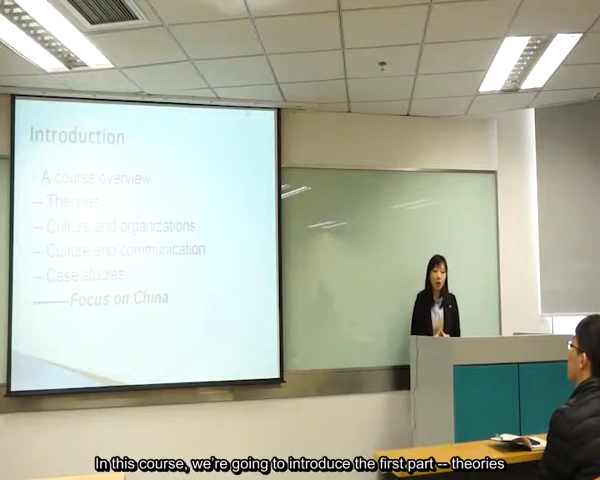 Introduction
A course overview
– Theories
– Culture and organizations
– Culture and communication
– Case studies
———Focus on China
In this course, we're going to introduce the first part -- theories